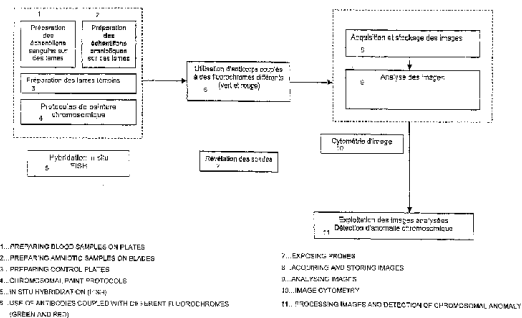 1
2
Préparation
des
échantillons
sanguins sur
des lames
Préparation
des
échantillons
amniotiques
sur des lames
Préparation des lames témoins
3
Protocoles de peinture
chromosomique
4
Hybridation in situ
5 FISH
Utilisation d'anticorps couplés
à des fluorochromes différents
6 (vert et rouge)
Révélation des sondes
7
Acquisition et stockage des images
8
Analyse des images
9
Cytométrie d'image
10
Exploitation des images analysées
Détection d'anomalie chromosomique
11
1...PREPARING BLOOD SAMPLES ON PLATES
2...PREPARING AMNIOTIC SAMPLES ON BLADES
3...PREPARING CONTROL PLATES
4...CHROMOSOMAL PAINT PROTOCOLS
5...IN SITU HYBRIDIZATION (FISH)
6...USE OF ANTIBODIES COUPLED WITH DIFFERENT FLUOROCHROMES
(GREEN AND RED)
7...EXPOSING PROBES
8...ACQUIRING AND STORING IMAGES
9...ANALYSING IMAGES
10...IMAGE CYTOMETRY
11...PROCESSING IMAGES AND DETECTION OF CHROMOSOMAL ANOMALY